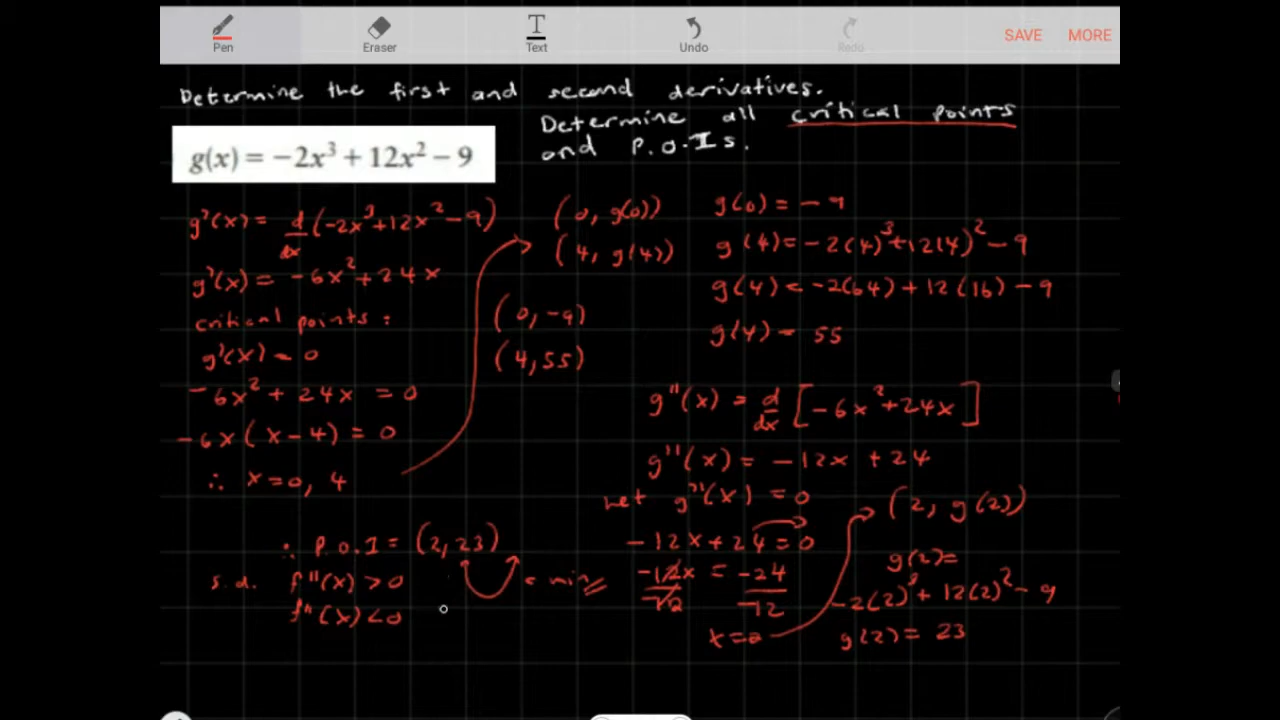 Pen Eraser Text Undo Redo SAVE MORE
Determine the first and second derivatives.
Determine all critical points
and P.O.Is.
g(x) = −2x³ + 12x² − 9
g'(x) = d/dx (-2x³+12x²-9)
g'(x) = -6x²+24x
critical points:
g'(x) = 0
-6x² + 24x = 0
-6x(x-4) = 0
∴ x=0, 4
(0, g(0))
(4, g(4))
(0, -9)
(4, 55)
g(0) = -9
g(4) = -2(4)³+12(4)² - 9
g(4) = -2(64) + 12(16) - 9
g(4) = 55
g''(x) = d/dx [-6x²+24x]
g''(x) = -12x + 24
Let g''(x) = 0
-12x+24=0
-12x/-12 = -24/-12
x=2
(2, g(2))
g(2)=
-2(2)³+ 12(2)² - 9
g(2) = 23
∴ P.O.I = (2, 23)
s.d. f''(x) > 0 = min
f''(x) < 0